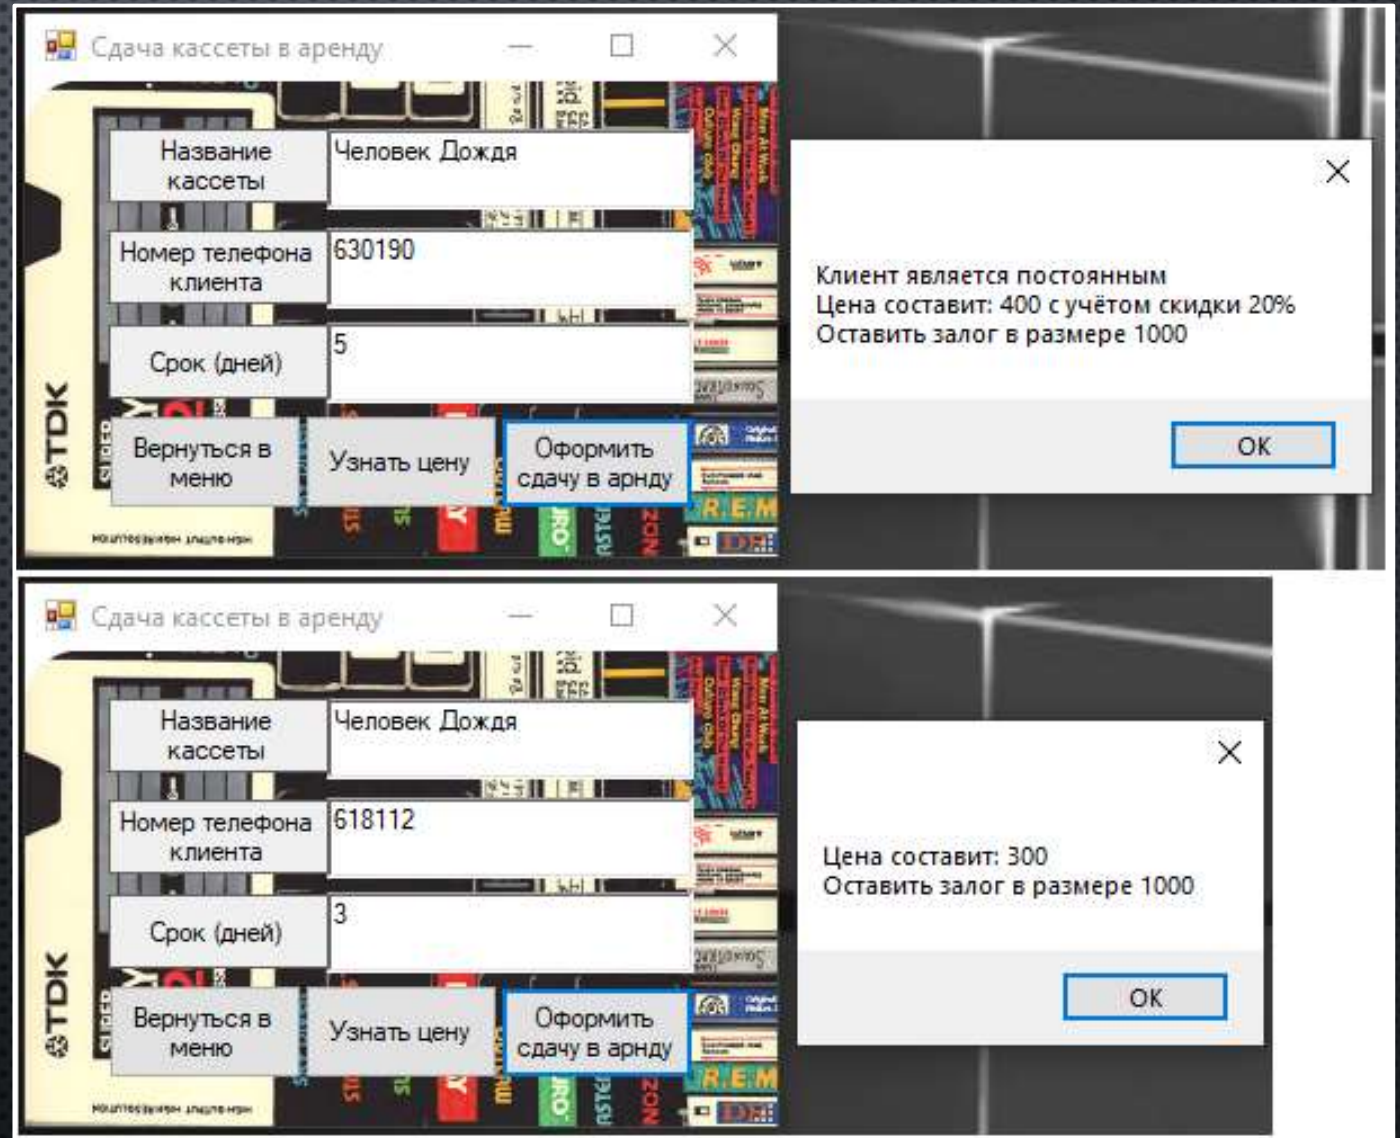 Сдача кассеты в аренду
Название
кассеты
Человек Дождя
Номер телефона
клиента
630190
Срок (дней)
5
Вернуться в
меню
Узнать цену
Оформить
сдачу в арнду
TDK
R.E.M
Клиент является постоянным
Цена составит: 400 с учётом скидки 20%
Оставить залог в размере 1000
OK
Сдача кассеты в аренду
Название
кассеты
Человек Дождя
Номер телефона
клиента
618112
Срок (дней)
3
Вернуться в
меню
Узнать цену
Оформить
сдачу в арнду
TDK
R.E.M
Цена составит: 300
Оставить залог в размере 1000
OK